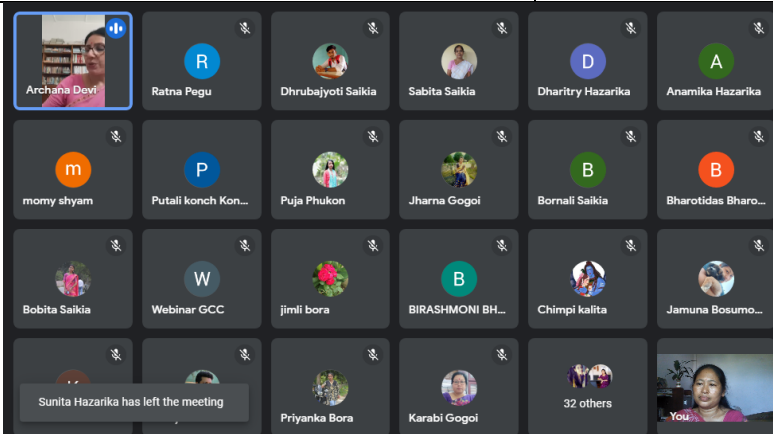 Archana Devi
R
Ratna Pegu
Dhrubajyoti Saikia
Sabita Saikia
D
Dharitry Hazarika
A
Anamika Hazarika
m
momy shyam
P
Putali konch Kon...
Puja Phukon
Jharna Gogoi
B
Bornali Saikia
B
Bharotidas Bharo...
Bobita Saikia
W
Webinar GCC
jimli bora
B
BIRASHMONI BH...
Chimpi kalita
Jamuna Bosumo...
Sunita Hazarika has left the meeting
Priyanka Bora
Karabi Gogoi
32 others
You